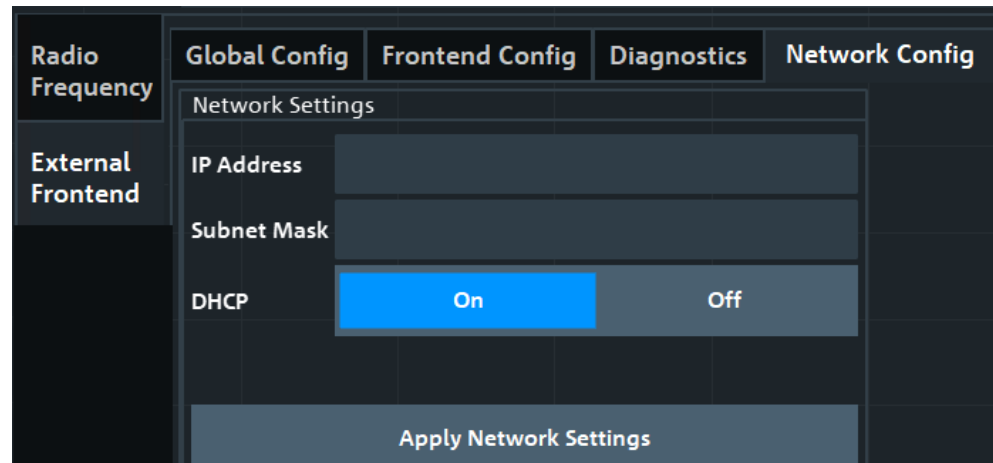 Radio
Frequency
External
Frontend
Global Config Frontend Config Diagnostics Network Config
Network Settings
IP Address
Subnet Mask
DHCP On Off
Apply Network Settings